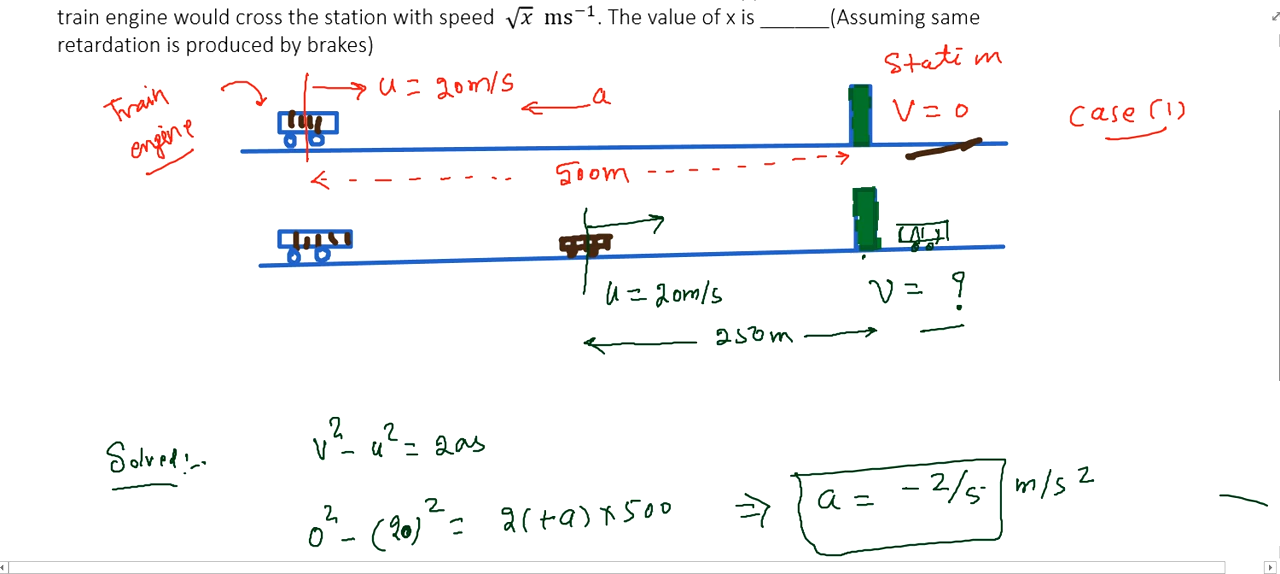 train engine would cross the station with speed √x ms⁻¹. The value of x is ______(Assuming same
retardation is produced by brakes)
Train
engine
u = 20m/s
a
Station
V = 0
Case (1)
500m
u = 20m/s
V = ?
250m
Solved:-
v² - u² = 2as
0² - (20)² = 2(+a) × 500 ⇒ a = -2/5 m/s²